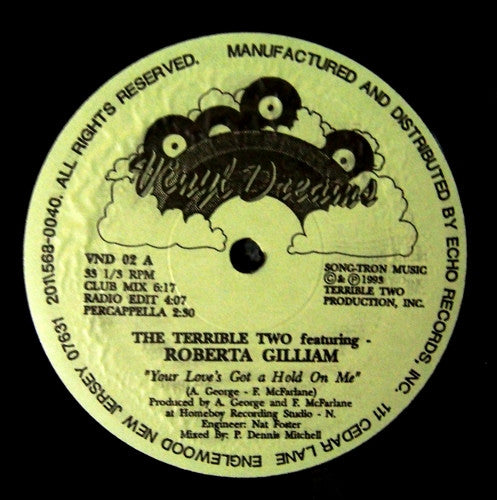 MANUFACTURED AND DISTRIBUTED BY ECHO RECORDS, INC. 111 CEDAR LANE ENGLEWOOD NEW JERSEY 07631 201\568-0040. ALL RIGHTS RESERVED.
Vinyl Dreams
VND 02 A
33 1/3 RPM
CLUB MIX 6:17
RADIO EDIT 4:07
PERCAPPELLA 2:30
SONG-TRON MUSIC
© & ℗ 1993
TERRIBLE TWO
PRODUCTION, INC.
THE TERRIBLE TWO featuring -
ROBERTA GILLIAM
"Your Love's Got a Hold On Me"
(A. George - F. McFarlane)
Produced by A. George and F. McFarlane
at Homeboy Recording Studio - N.
Engineer: Nat Foster
Mixed By: P. Dennis Mitchell